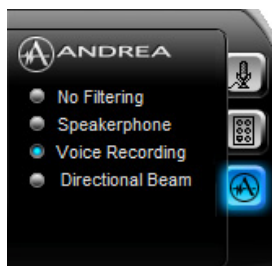 ANDREA
No Filtering
Speakerphone
Voice Recording
Directional Beam